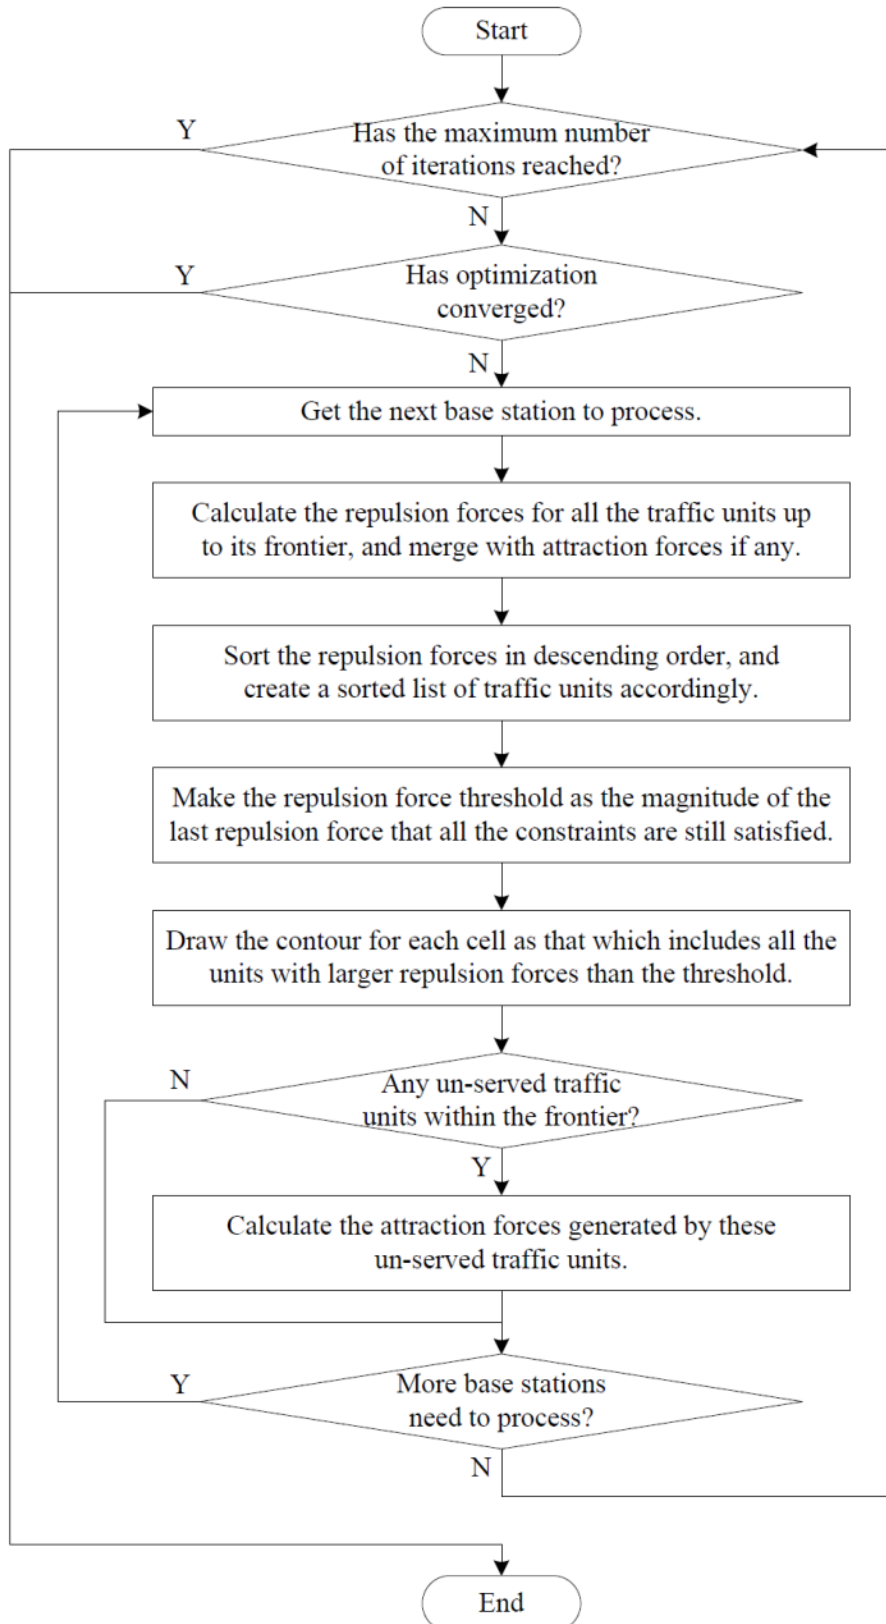 Start
Y
Has the maximum number
of iterations reached?
N
Y
Has optimization
converged?
N
Get the next base station to process.
Calculate the repulsion forces for all the traffic units up
to its frontier, and merge with attraction forces if any.
Sort the repulsion forces in descending order, and
create a sorted list of traffic units accordingly.
Make the repulsion force threshold as the magnitude of the
last repulsion force that all the constraints are still satisfied.
Draw the contour for each cell as that which includes all the
units with larger repulsion forces than the threshold.
N
Any un-served traffic
units within the frontier?
Y
Calculate the attraction forces generated by these
un-served traffic units.
Y
More base stations
need to process?
N
End